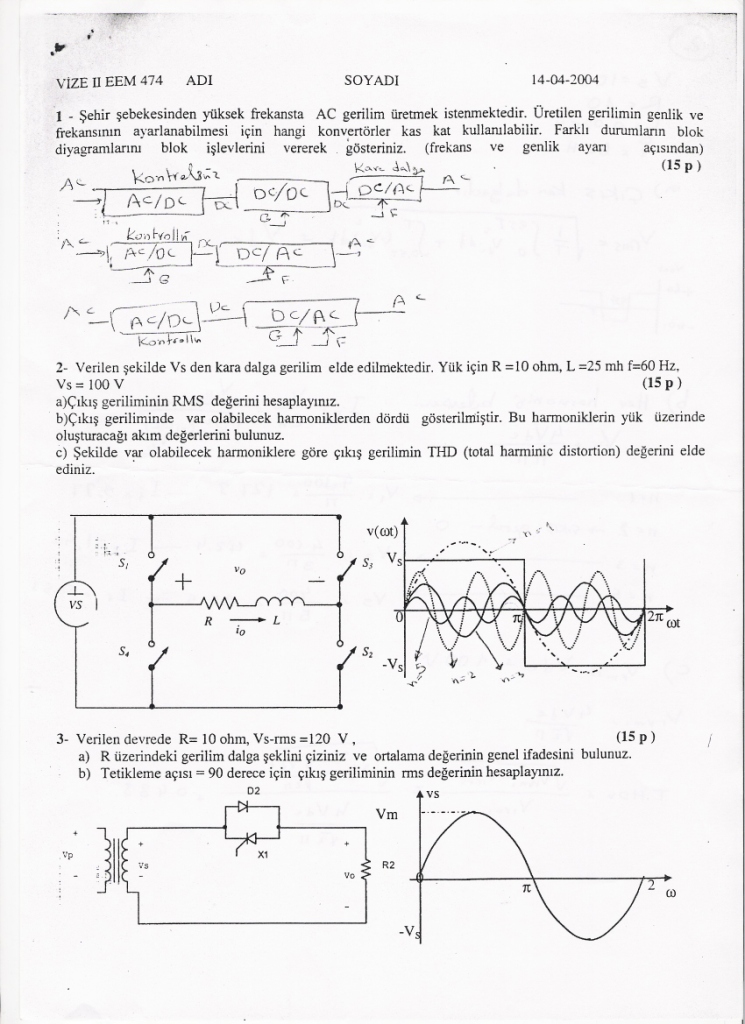 VİZE II EEM 474 ADI SOYADI 14-04-2004
1 - Şehir şebekesinden yüksek frekansta AC gerilim üretmek istenmektedir. Üretilen gerilimin genlik ve
frekansının ayarlanabilmesi için hangi konvertörler kas kat kullanılabilir. Farklı durumların blok
diyagramlarını blok işlevlerini vererek gösteriniz. (frekans ve genlik ayarı açısından)
(15 p)
Kontrolsüz Kare dalga
AC AC/DC DC DC/DC DC DC/AC AC
G F
Kontrollü
AC AC/DC DC DC/AC AC
G F
AC AC/DC DC DC/AC AC
Kontrollü G F
2- Verilen şekilde Vs den kara dalga gerilim elde edilmektedir. Yük için R =10 ohm, L =25 mh f=60 Hz,
Vs = 100 V (15 p)
a)Çıkış geriliminin RMS değerini hesaplayınız.
b)Çıkış geriliminde var olabilecek harmoniklerden dördü gösterilmiştir. Bu harmoniklerin yük üzerinde
oluşturacağı akım değerlerini bulunuz.
c) Şekilde var olabilecek harmoniklere göre çıkış gerilimin THD (total harminic distortion) değerini elde
ediniz.
v(ωt) n=1
S1 vo S3 Vs
+ −
VS R io L 0 π 2π ωt
S4 S2 -Vs
n=5 n=2 n=3
3- Verilen devrede R= 10 ohm, Vs-rms =120 V , (15 p)
a) R üzerindeki gerilim dalga şeklini çiziniz ve ortalama değerinin genel ifadesini bulunuz.
b) Tetikleme açısı = 90 derece için çıkış geriliminin rms değerinin hesaplayınız.
D2 vs
Vm
X1
Vp Vs Vo R2
0 π 2 ω
-Vs